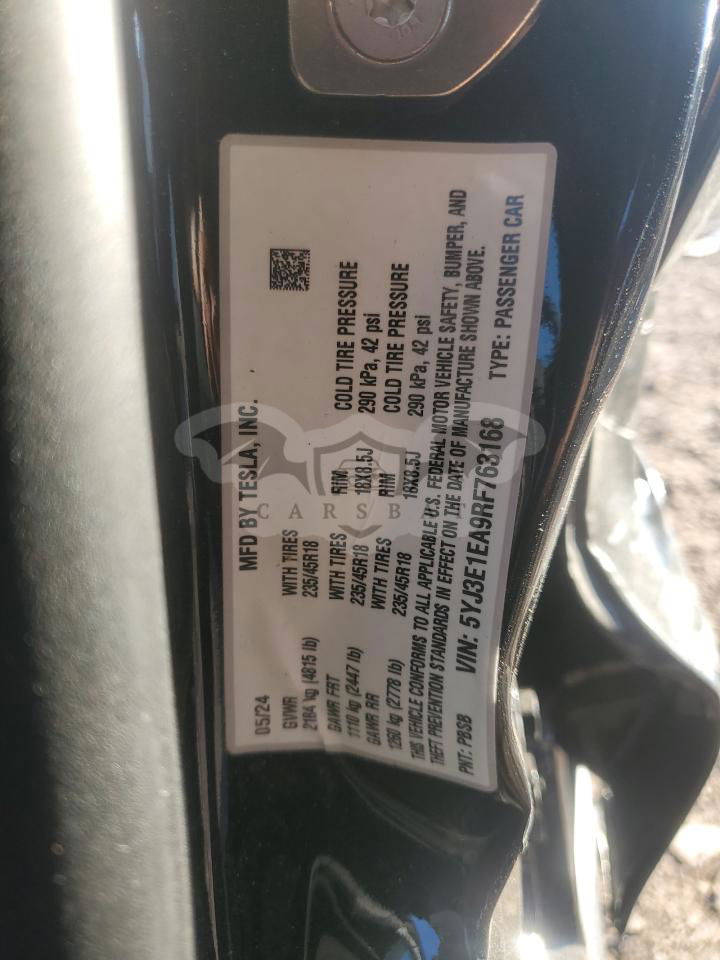 05/24 MFD BY TESLA, INC.
GVWR WITH TIRES
2184 kg (4815 lb) 235/45R18
GAWR FRT WITH TIRES RIM COLD TIRE PRESSURE
1110 kg (2447 lb) 235/45R18 18X8.5J 290 kPa, 42 psi
GAWR RR WITH TIRES RIM COLD TIRE PRESSURE
1260 kg (2778 lb) 235/45R18 18X8.5J 290 kPa, 42 psi
THIS VEHICLE CONFORMS TO ALL APPLICABLE U.S. FEDERAL MOTOR VEHICLE SAFETY, BUMPER, AND
THEFT PREVENTION STANDARDS IN EFFECT ON THE DATE OF MANUFACTURE SHOWN ABOVE.
PNT: PBSB VIN: 5YJ3E1EA9RF763168 TYPE: PASSENGER CAR